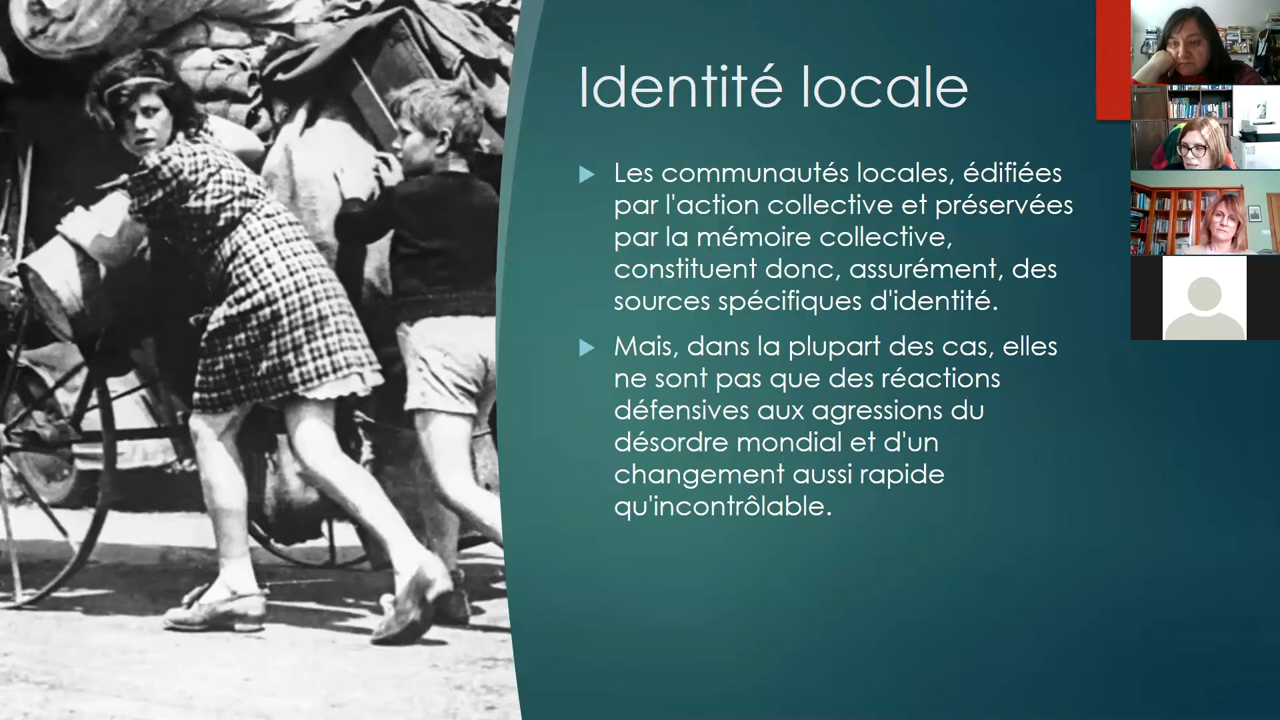 Identité locale
Les communautés locales, édifiées
par l'action collective et préservées
par la mémoire collective,
constituent donc, assurément, des
sources spécifiques d'identité.
Mais, dans la plupart des cas, elles
ne sont pas que des réactions
défensives aux agressions du
désordre mondial et d'un
changement aussi rapide
qu'incontrôlable.